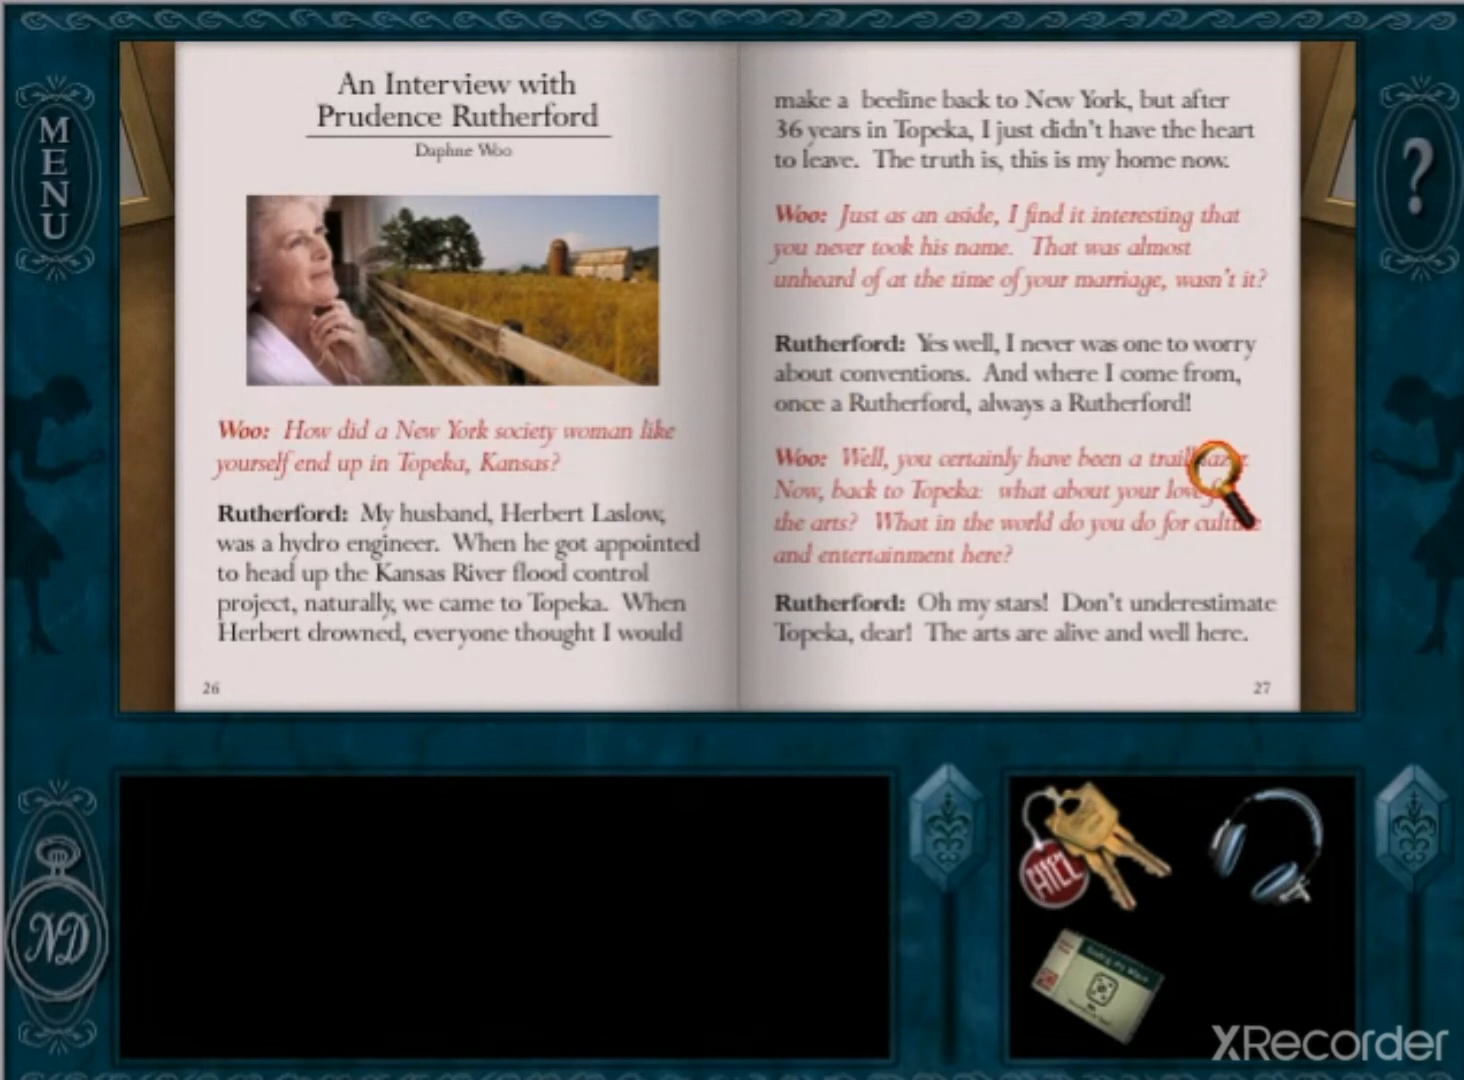 An Interview with
Prudence Rutherford
Daphne Woo
Woo: How did a New York society woman like
yourself end up in Topeka, Kansas?
Rutherford: My husband, Herbert Laslow,
was a hydro engineer. When he got appointed
to head up the Kansas River flood control
project, naturally, we came to Topeka. When
Herbert drowned, everyone thought I would
26
make a beeline back to New York, but after
36 years in Topeka, I just didn't have the heart
to leave. The truth is, this is my home now.
Woo: Just as an aside, I find it interesting that
you never took his name. That was almost
unheard of at the time of your marriage, wasn't it?
Rutherford: Yes well, I never was one to worry
about conventions. And where I come from,
once a Rutherford, always a Rutherford!
Woo: Well, you certainly have been a
Now, back to Topeka: what about your love
the arts? What in the world do you do for
and entertainment here?
Rutherford: Oh my stars! Don't underestimate
Topeka, dear! The arts are alive and well here.
27
MENU
?
ND
XRecorder